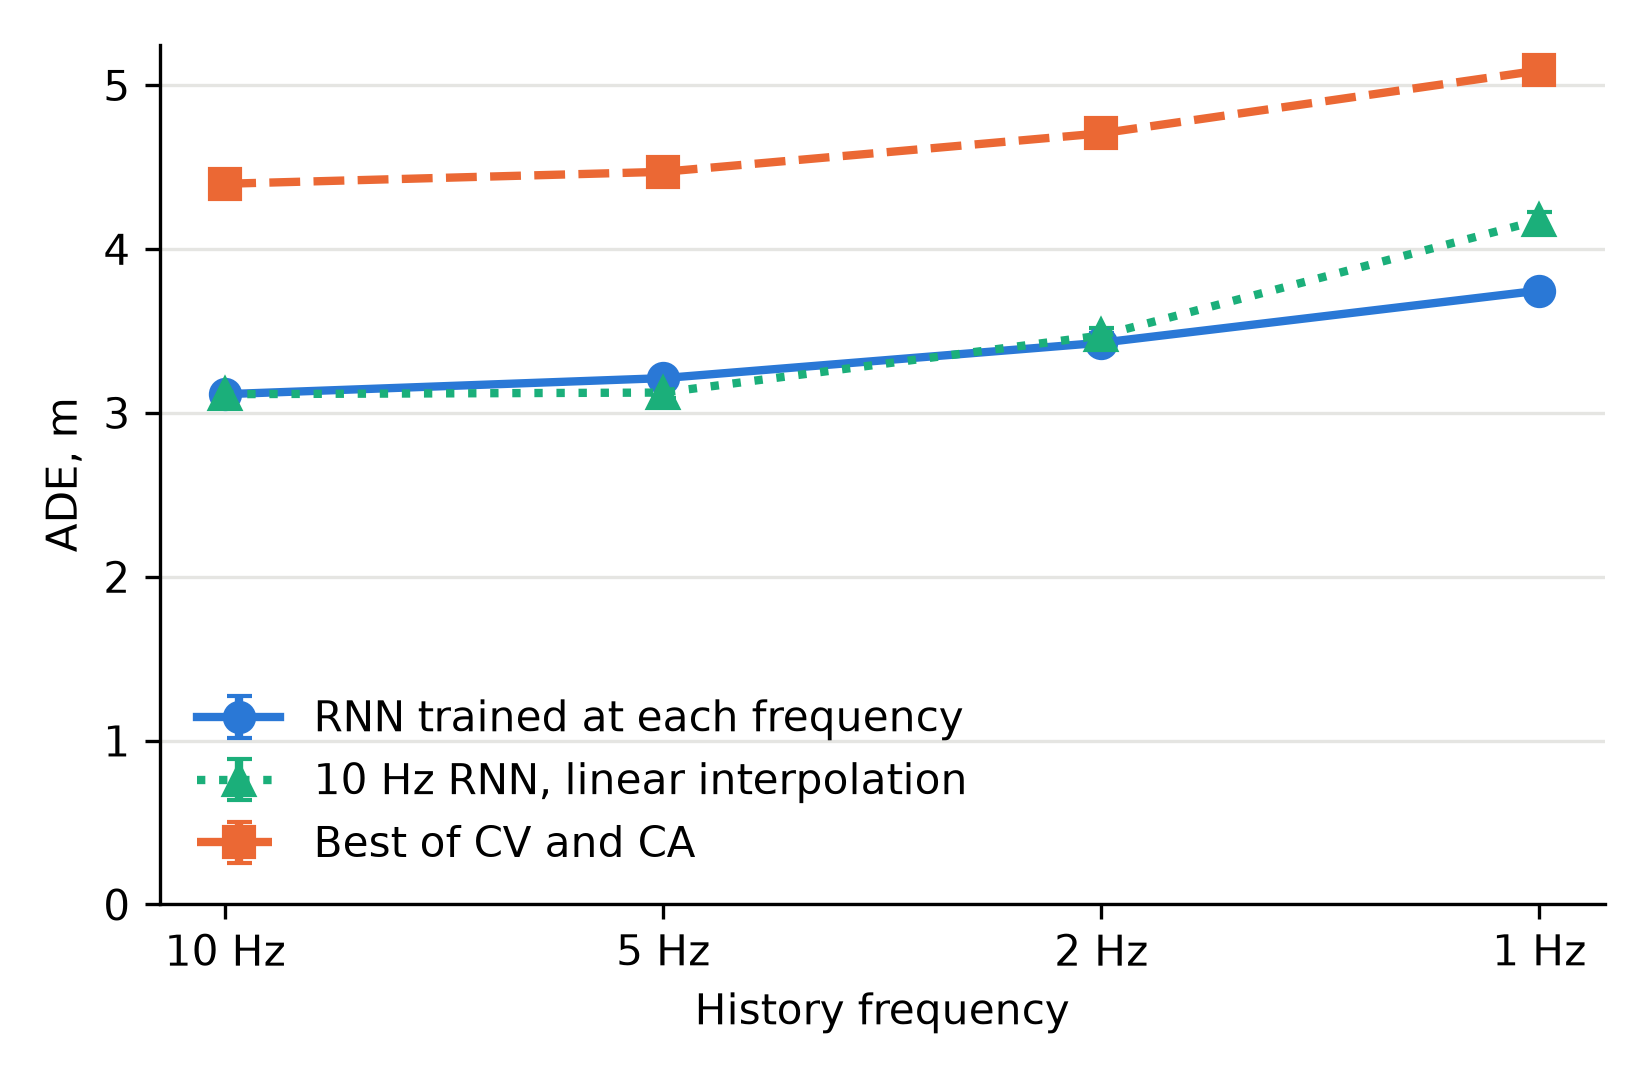 5
4
3
2
1
0
ADE, m
RNN trained at each frequency
10 Hz RNN, linear interpolation
Best of CV and CA
10 Hz
5 Hz
2 Hz
1 Hz
History frequency